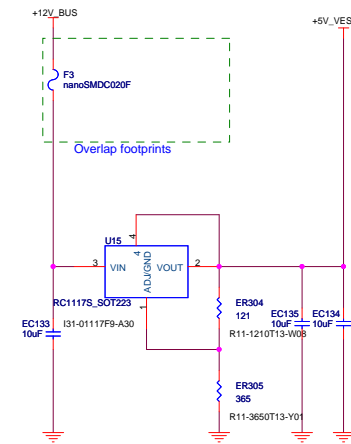 +12V_BUS
+5V_VES
F3
nanoSMDC020F
Overlap footprints
U15
4
4
3
VIN
VOUT
2
ADJ/GND
1
RC1117S_SOT223
I31-01117F9-A30
EC133
10uF
ER304
121
R11-1210T13-W08
EC135
10uF
EC134
10uF
ER305
365
R11-3650T13-Y01